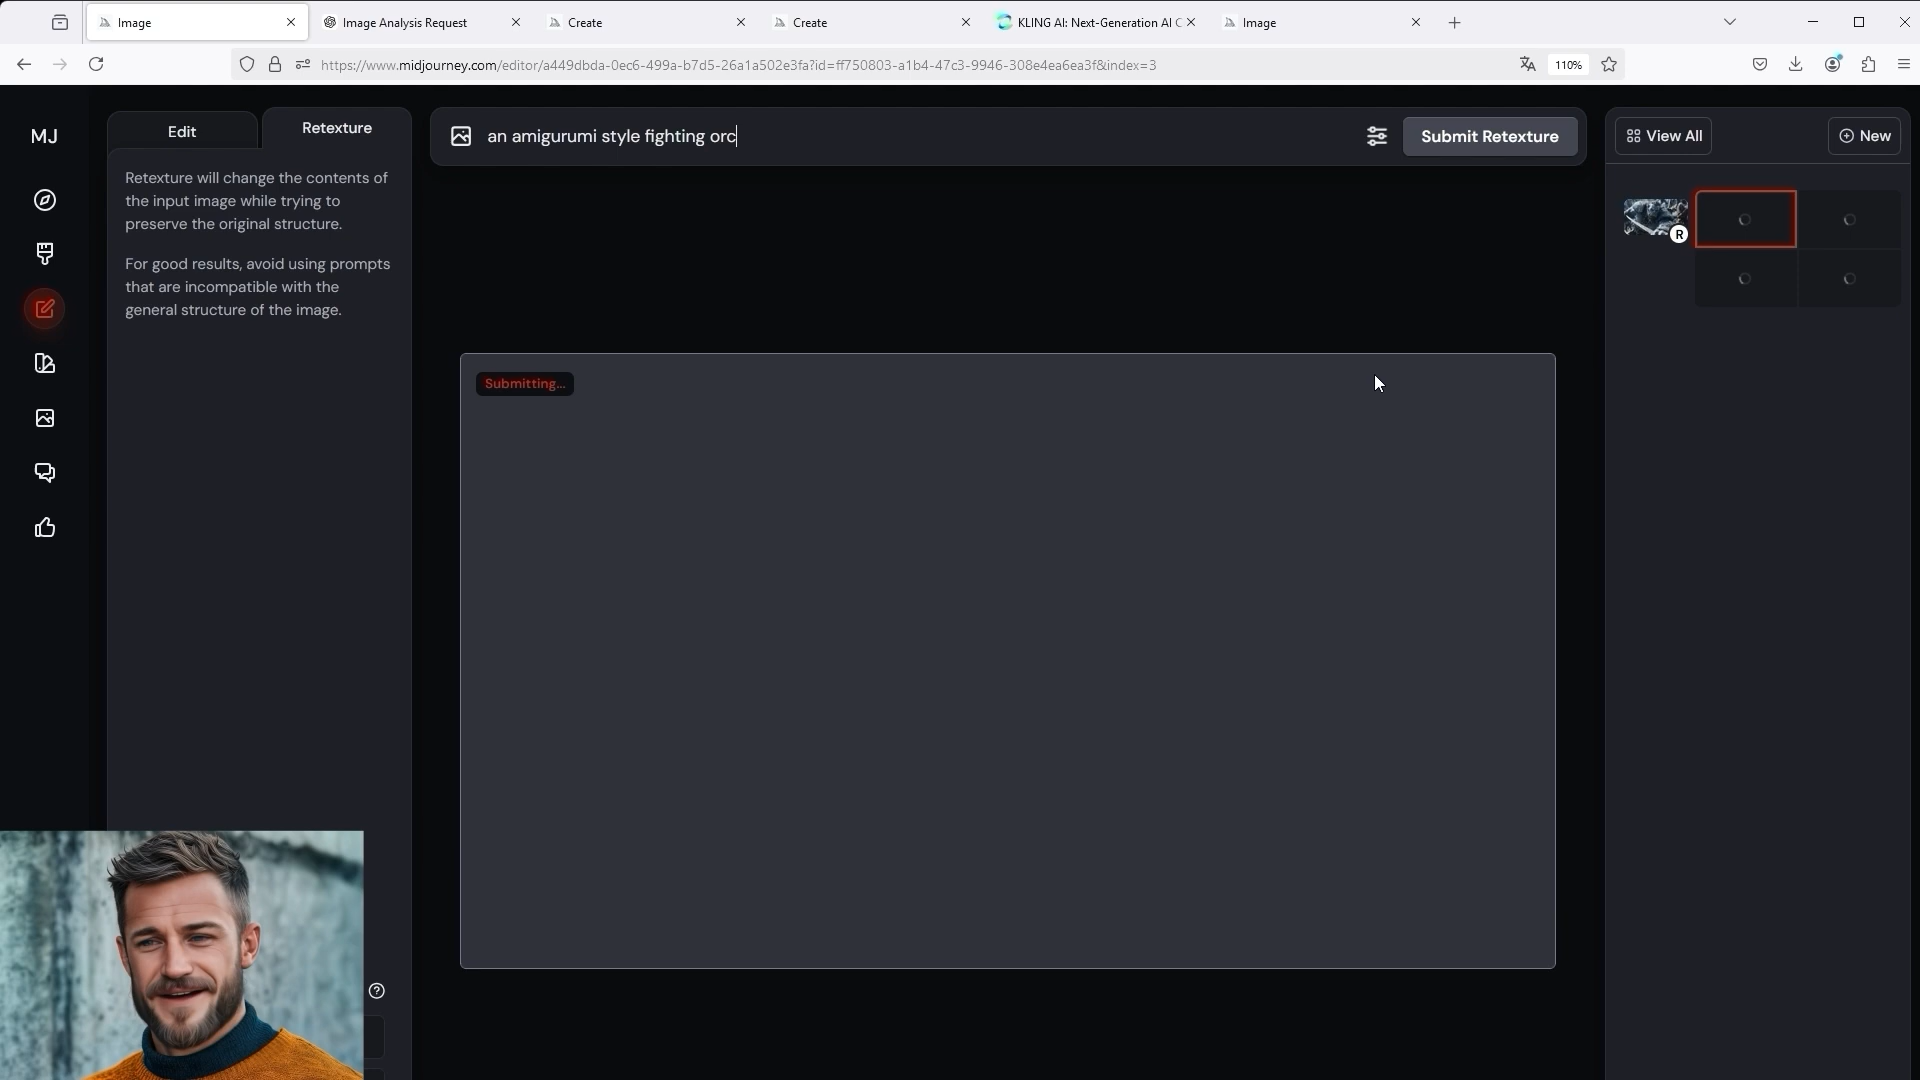 Image
Image Analysis Request
Create
Create
KLING AI: Next-Generation AI C
Image
https://www.midjourney.com/editor/a449dbda-0ec6-499a-b7d5-26a1a502e3fa?id=ff750803-a1b4-47c3-9946-308e4ea6ea3f&index=3
110%
MJ
Edit
Retexture
an amigurumi style fighting orc
Submit Retexture
View All
New
Retexture will change the contents of
the input image while trying to
preserve the original structure.
For good results, avoid using prompts
that are incompatible with the
general structure of the image.
R
Submitting...